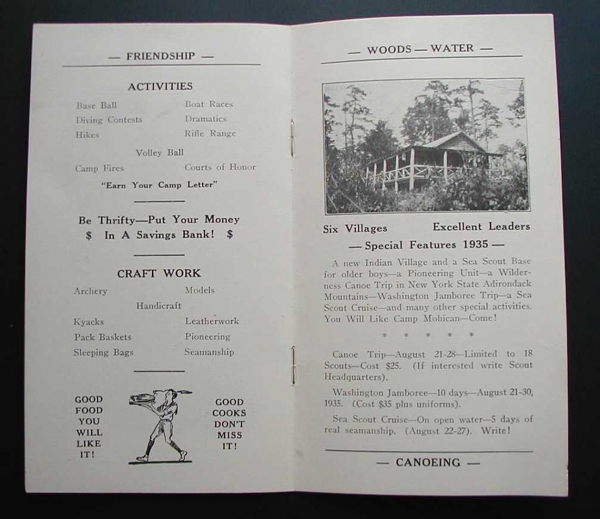 — FRIENDSHIP —
ACTIVITIES
Base Ball Boat Races
Diving Contests Dramatics
Hikes Rifle Range
Volley Ball
Camp Fires Courts of Honor
"Earn Your Camp Letter"
Be Thrifty—Put Your Money
$ In A Savings Bank! $
CRAFT WORK
Archery Models
Handicraft
Kyacks Leatherwork
Pack Baskets Pioneering
Sleeping Bags Seamanship
GOOD
FOOD
YOU
WILL
LIKE
IT!
GOOD
COOKS
DON'T
MISS
IT!
— WOODS — WATER —
Six Villages Excellent Leaders
— Special Features 1935 —
A new Indian Village and a Sea Scout Base
for older boys—a Pioneering Unit—a Wilder-
ness Canoe Trip in New York State Adirondack
Mountains—Washington Jamboree Trip—a Sea
Scout Cruise—and many other special activities.
You Will Like Camp Mohican—Come!
* * * * *
Canoe Trip—August 21-28—Limited to 18
Scouts—Cost $25. (If interested write Scout
Headquarters).
Washington Jamboree—10 days—August 21-30,
1935. (Cost $35 plus uniforms).
Sea Scout Cruise—On open water—5 days of
real seamanship. (August 22-27). Write!
— CANOEING —